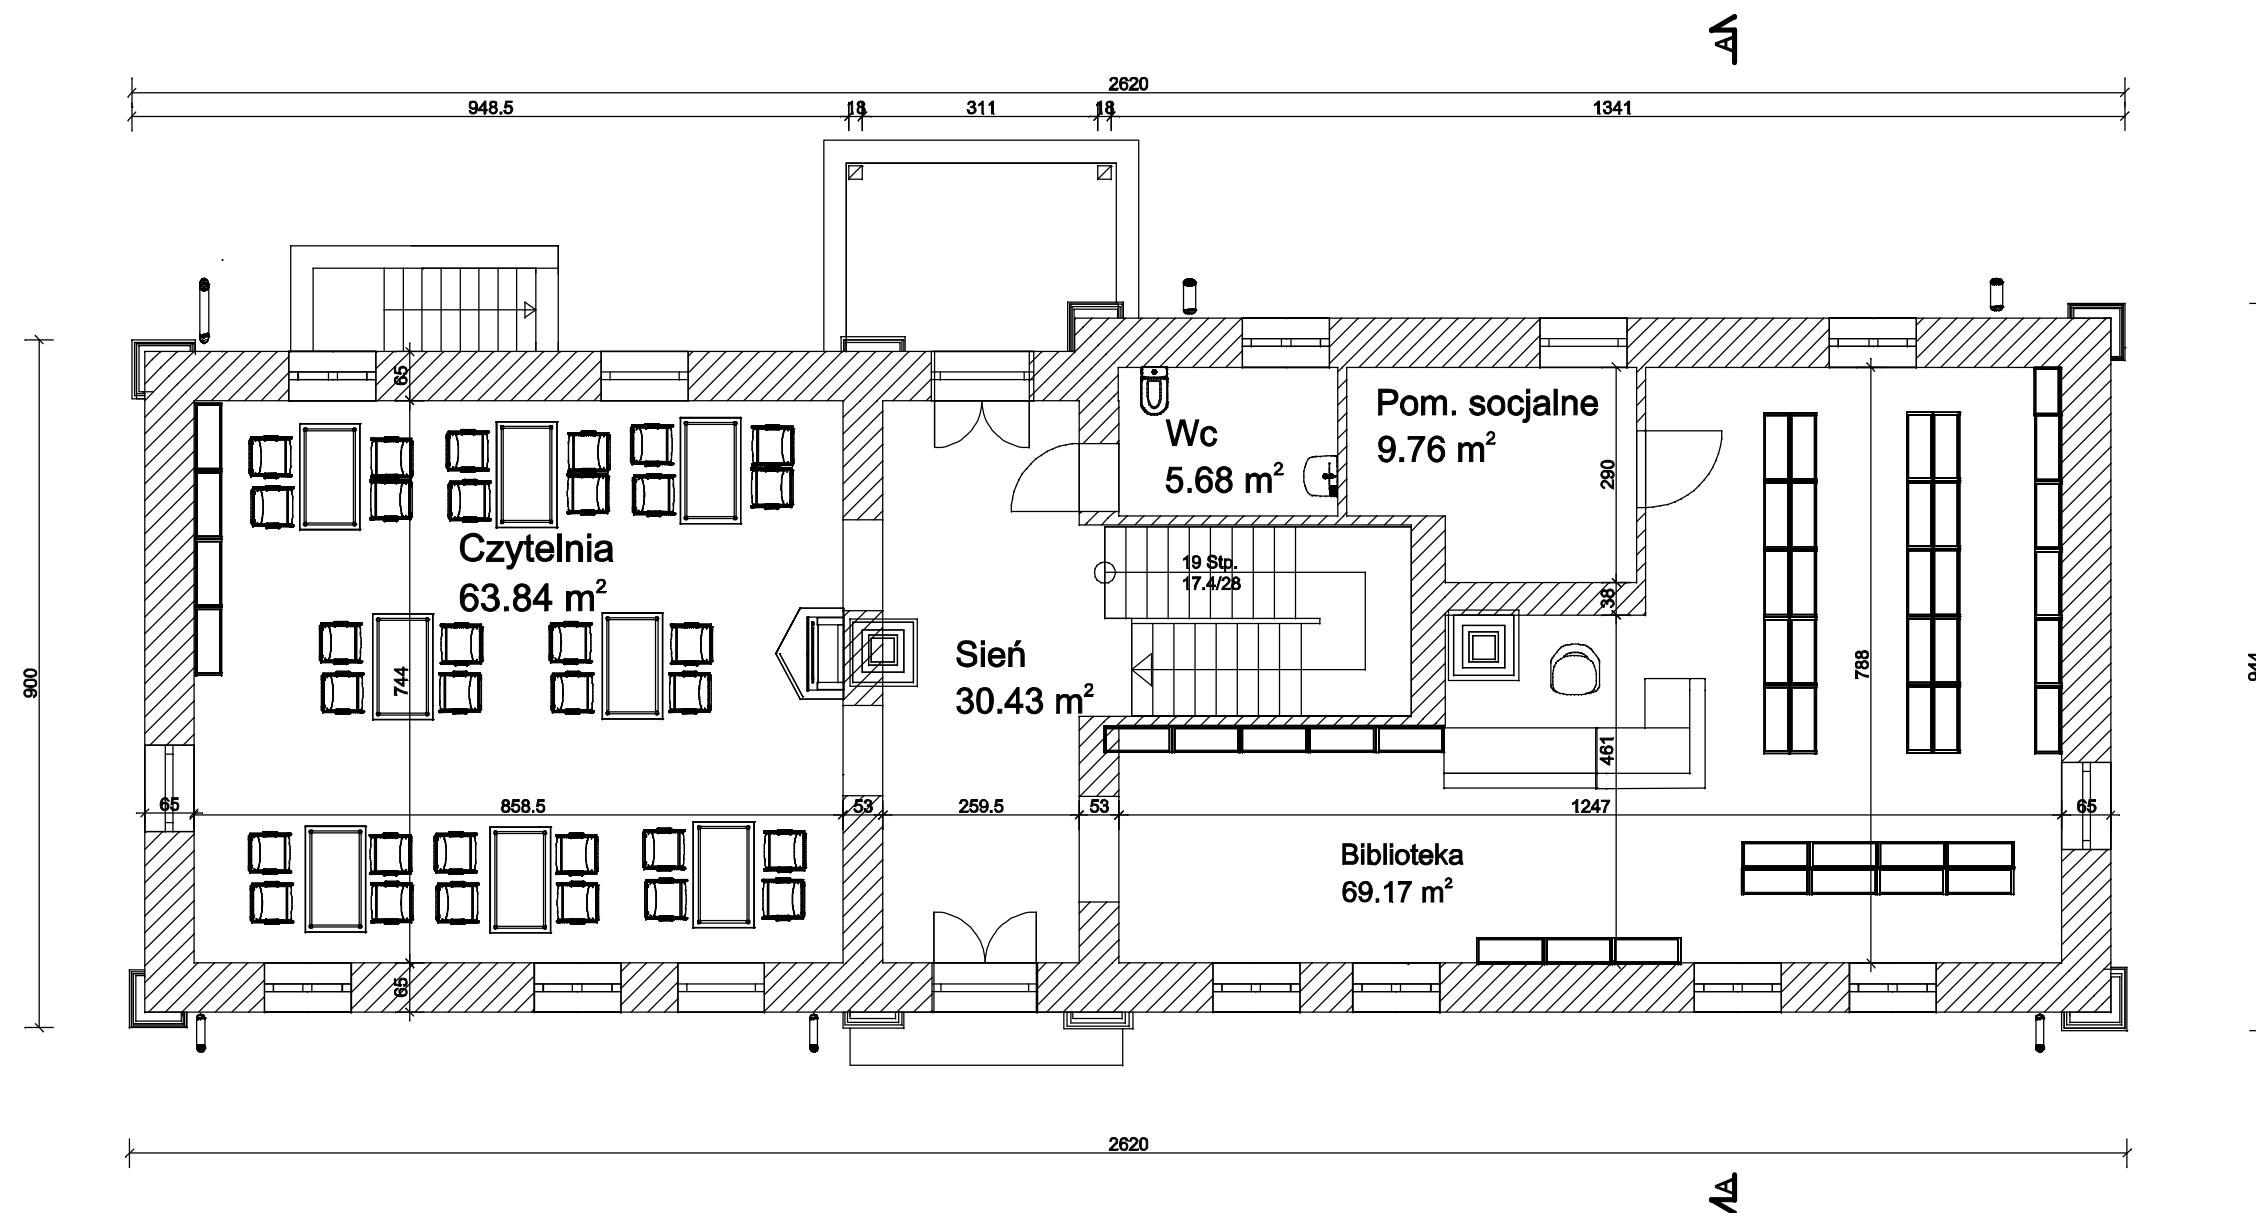 A
2620
948.5
18
311
18
1341
65
Pom. socjalne
9.76 m²
Wc
5.68 m²
290
Czytelnia
63.84 m²
19 Stp.
17.4/28
38
Sień
30.43 m²
900
744
788
944
461
65
858.5
53
259.5
53
1247
65
Biblioteka
69.17 m²
65
2620
A